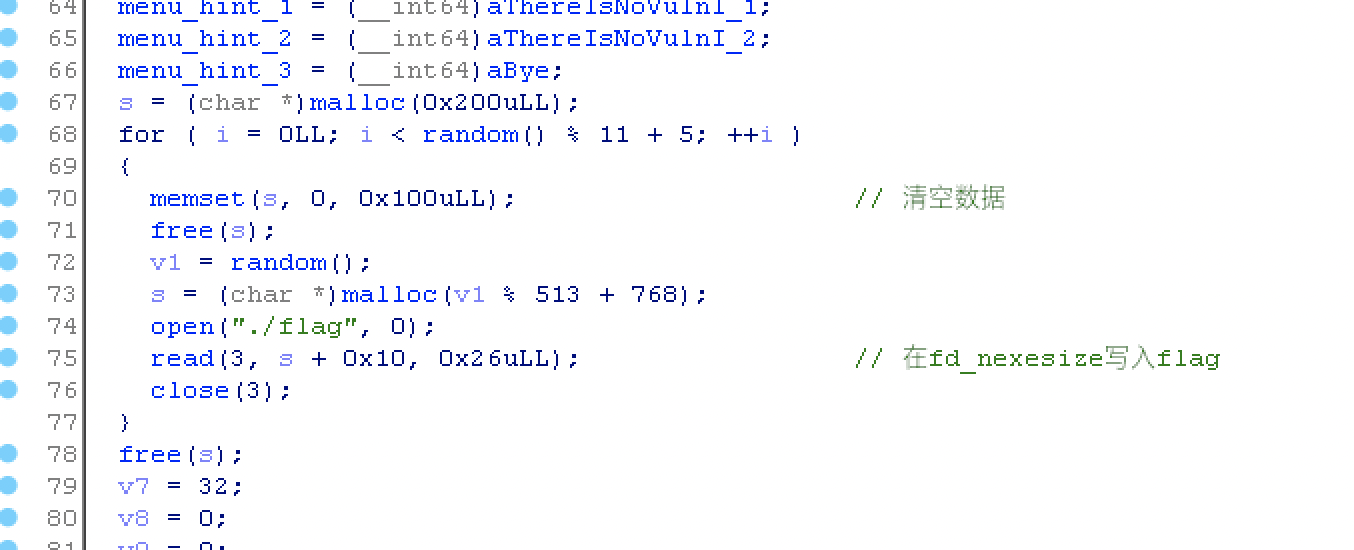 64 menu_hint_1 = (__int64)aThereIsNoVulnI_1;
65 menu_hint_2 = (__int64)aThereIsNoVulnI_2;
66 menu_hint_3 = (__int64)aBye;
67 s = (char *)malloc(0x200uLL);
68 for ( i = 0LL; i < random() % 11 + 5; ++i )
69 {
70 memset(s, 0, 0x100uLL); // 清空数据
71 free(s);
72 v1 = random();
73 s = (char *)malloc(v1 % 513 + 768);
74 open("./flag", 0);
75 read(3, s + 0x10, 0x26uLL); // 在fd_nexesize写入flag
76 close(3);
77 }
78 free(s);
79 v7 = 32;
80 v8 = 0;
81 v9 = 0;